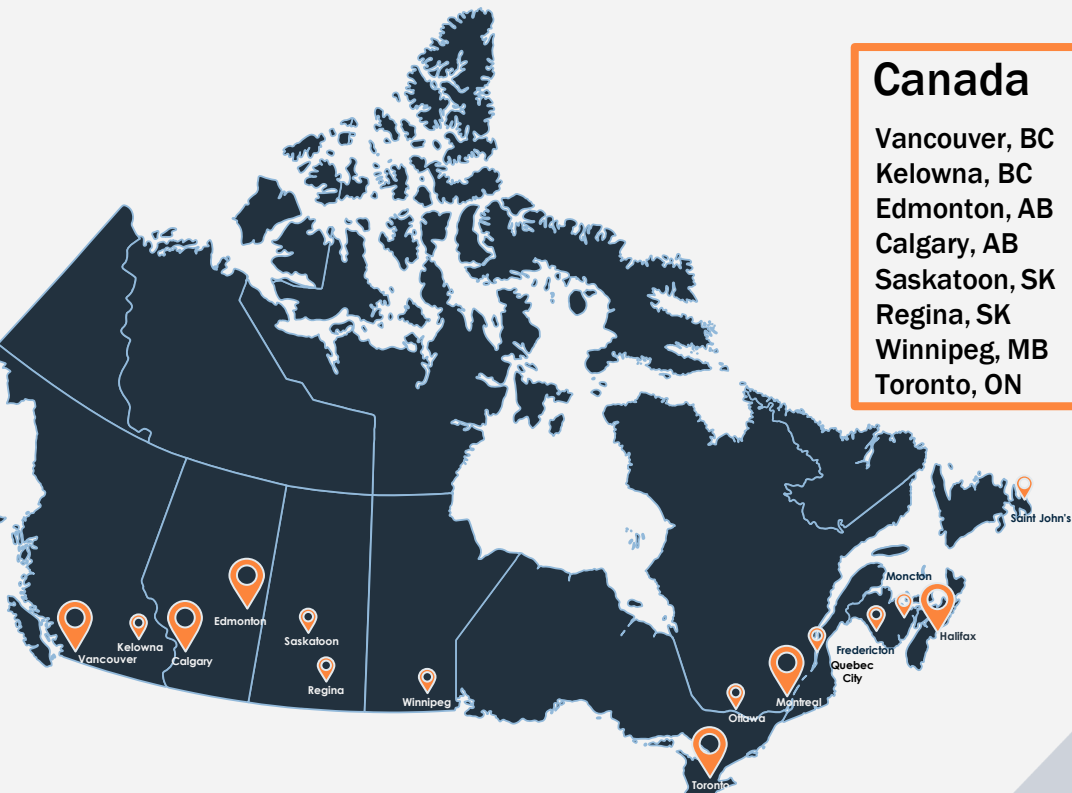 Canada
Vancouver, BC
Kelowna, BC
Edmonton, AB
Calgary, AB
Saskatoon, SK
Regina, SK
Winnipeg, MB
Toronto, ON
Saint John's
Moncton
Edmonton
Halifax
Saskatoon
Kelowna
Fredericton
Vancouver
Calgary
Quebec
City
Regina
Winnipeg
Montreal
Ottawa
Toronto